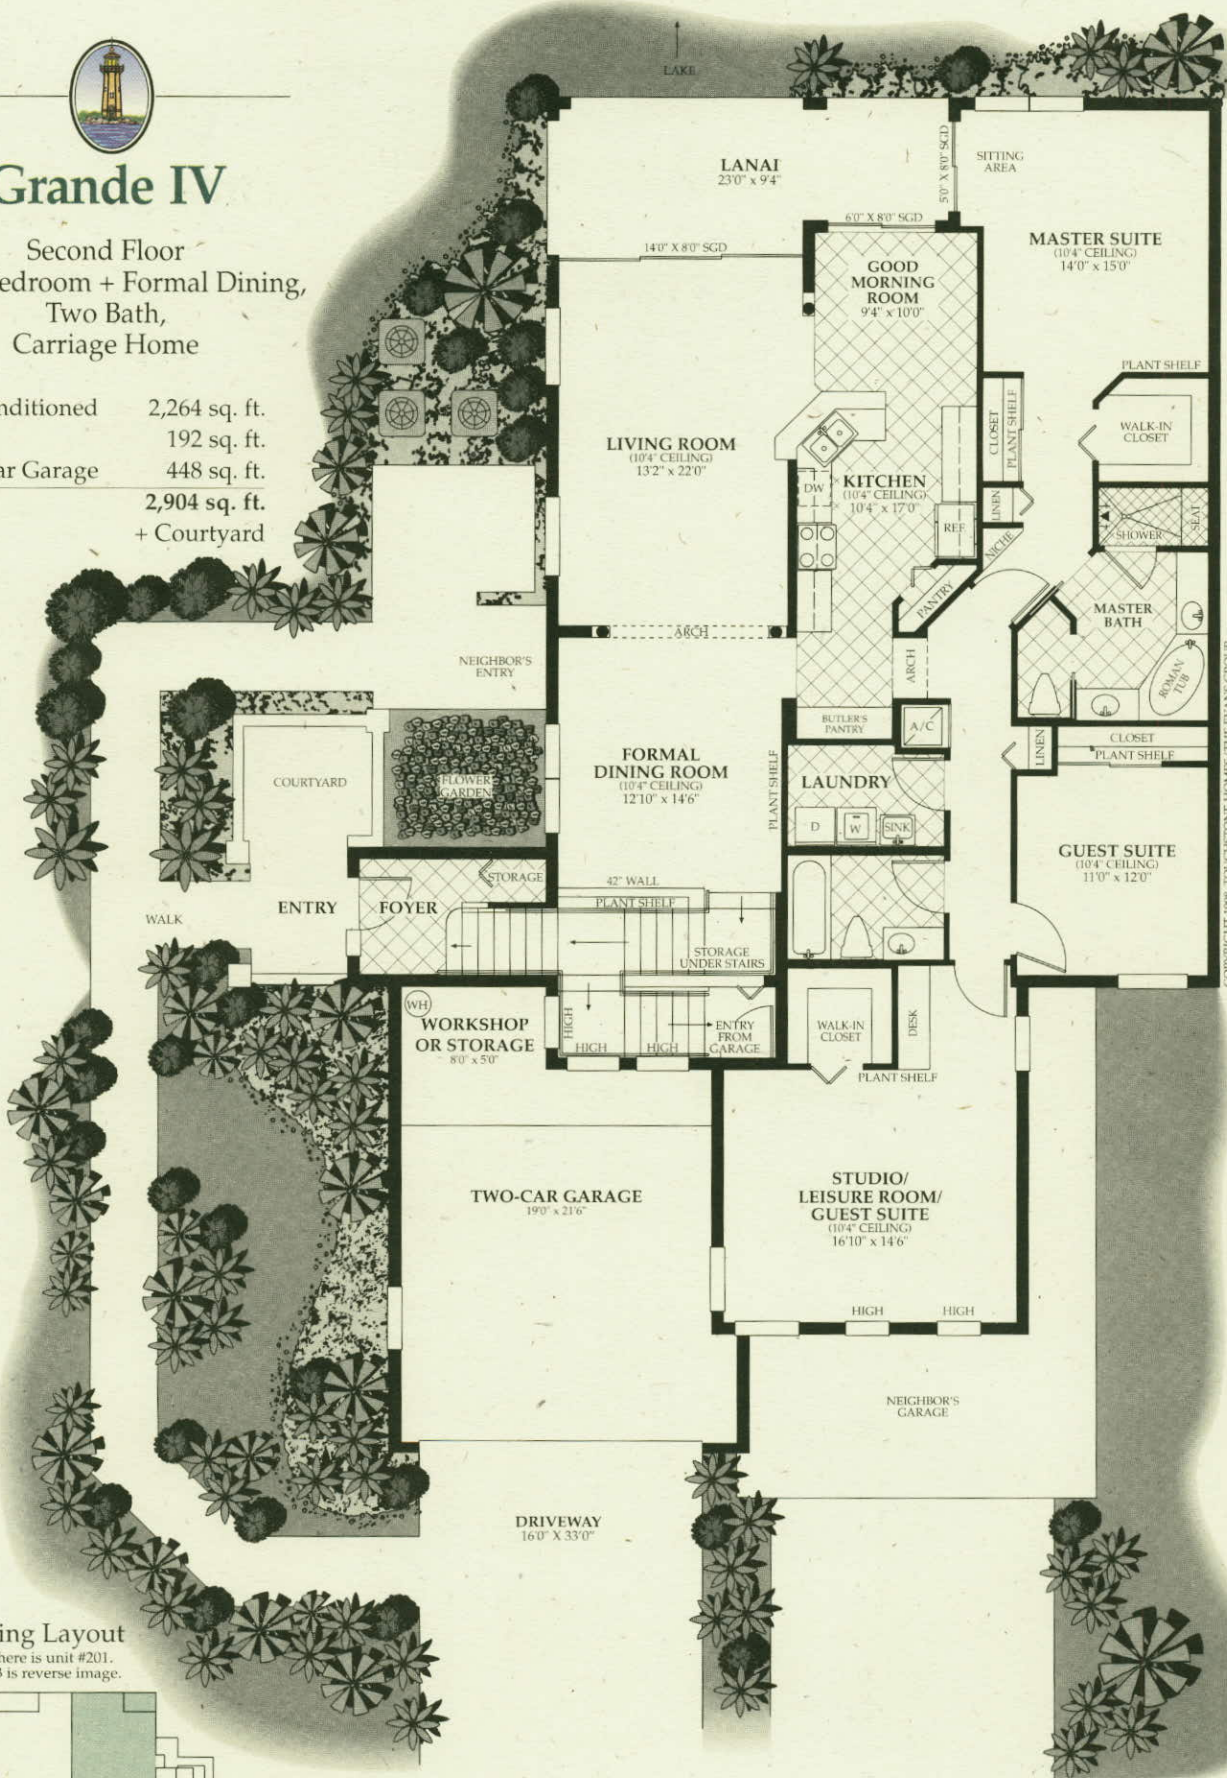 Grande IV
Second Floor
edroom + Formal Dining,
Two Bath,
Carriage Home
nditioned 2,264 sq. ft.
192 sq. ft.
ar Garage 448 sq. ft.
2,904 sq. ft.
+ Courtyard
LAKE
LANAI
23'0" x 9'4"
5'0" X 8'0" SGD
SITTING
AREA
6'0" X 8'0" SGD
14'0" X 8'0" SGD
MASTER SUITE
(10'4" CEILING)
14'0" x 15'0"
GOOD
MORNING
ROOM
9'4" x 10'0"
PLANT SHELF
CLOSET
PLANT SHELF
WALK-IN
CLOSET
LIVING ROOM
(10'4" CEILING)
13'2" x 22'0"
DW
KITCHEN
(10'4" CEILING)
10'4" x 17'0"
REF.
LINEN
NICHE
SHOWER
SEAT
PANTRY
MASTER
BATH
ROMAN
TUB
ARCH
ARCH
NEIGHBOR'S
ENTRY
BUTLER'S
PANTRY
A/C
LINEN
CLOSET
PLANT SHELF
COURTYARD
FLOWER
GARDEN
FORMAL
DINING ROOM
(10'4" CEILING)
12'10" x 14'6"
PLANT SHELF
LAUNDRY
D
W
SINK
GUEST SUITE
(10'4" CEILING)
11'0" x 12'0"
WALK
ENTRY
FOYER
STORAGE
42" WALL
PLANT SHELF
STORAGE
UNDER STAIRS
WH
WORKSHOP
OR STORAGE
8'0" x 5'0"
HIGH
HIGH
HIGH
ENTRY
FROM
GARAGE
WALK-IN
CLOSET
DESK
PLANT SHELF
TWO-CAR GARAGE
19'0" x 21'6"
STUDIO/
LEISURE ROOM/
GUEST SUITE
(10'4" CEILING)
16'10" x 14'6"
HIGH
HIGH
NEIGHBOR'S
GARAGE
DRIVEWAY
16'0" X 33'0"
ing Layout
here is unit #201.
is reverse image.